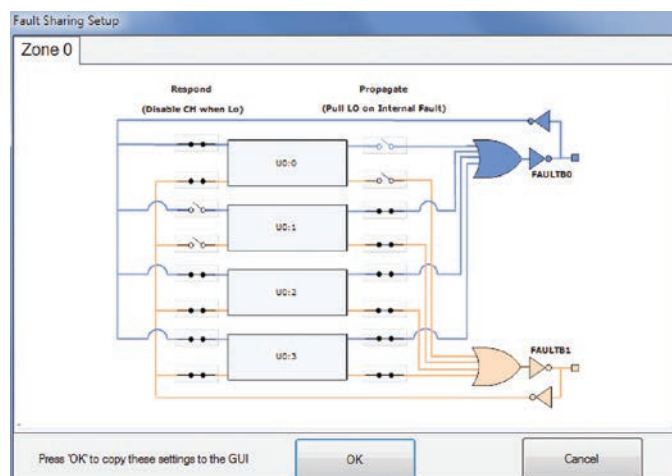 Fault Sharing Setup
Zone 0
Respond
Propagate
(Disable CH when Lo)
(Pull LO on Internal Fault)
U0:0
FAULTB0
U0:1
U0:2
U0:3
FAULTB1
Press 'OK' to copy these settings to the GUI
OK
Cancel